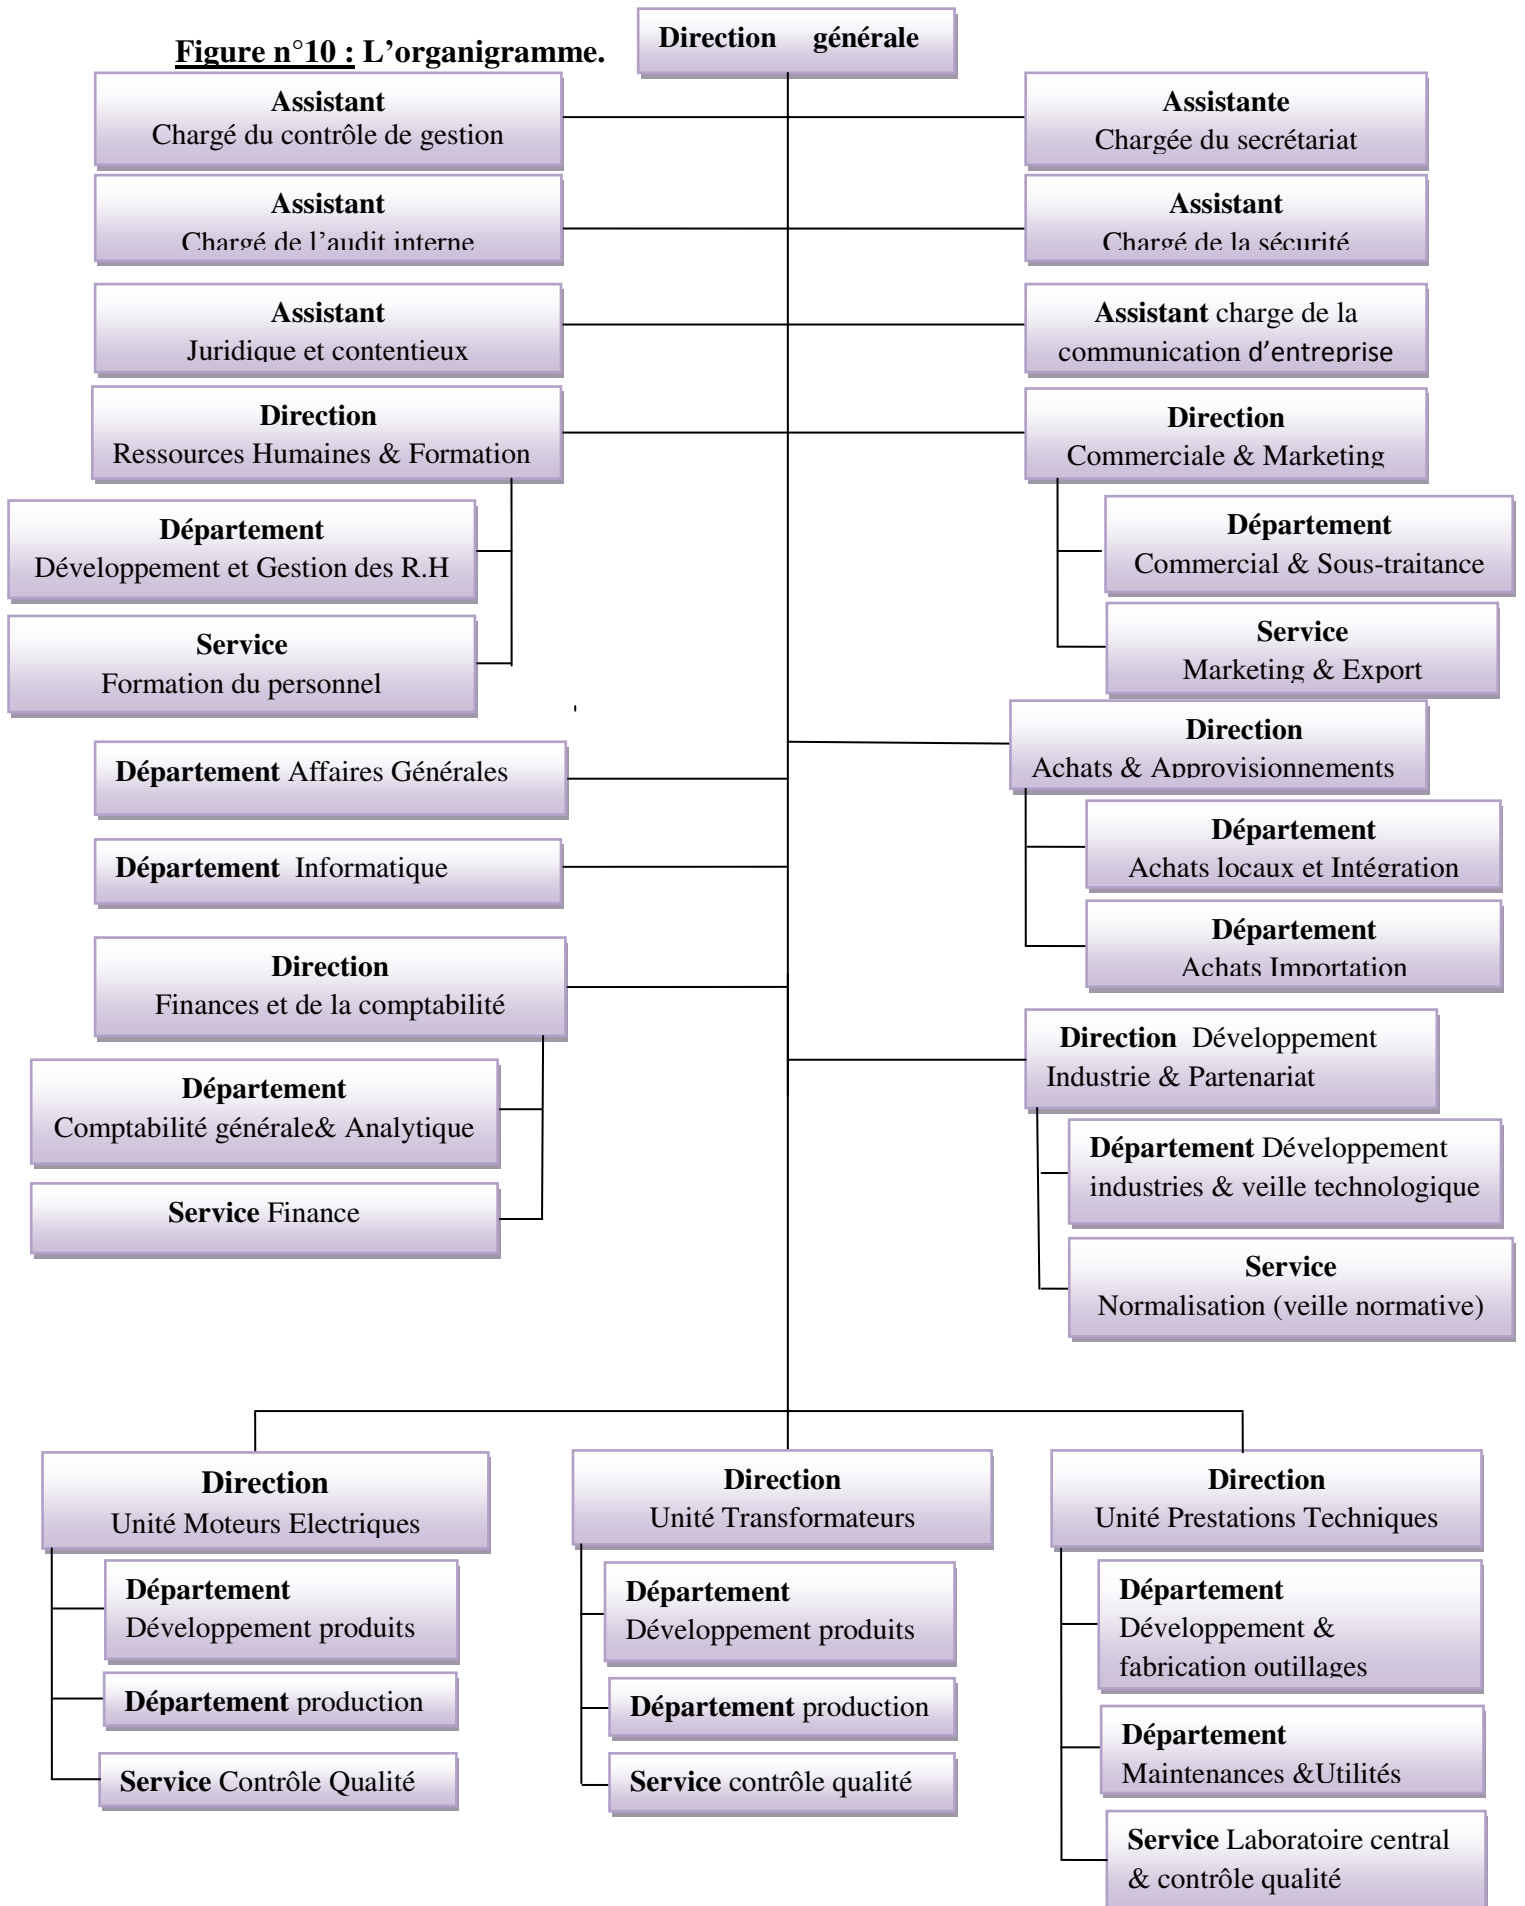 Direction générale
Figure n°10 : L’organigramme.
Assistant
Chargé du contrôle de gestion
Assistante
Chargée du secrétariat
Assistant
Chargé de l’audit interne
Assistant
Chargé de la sécurité
Assistant
Juridique et contentieux
Assistant charge de la
communication d’entreprise
Direction
Ressources Humaines & Formation
Direction
Commerciale & Marketing
Département
Développement et Gestion des R.H
Département
Commercial & Sous-traitance
Service
Formation du personnel
Service
Marketing & Export
Direction
Achats & Approvisionnements
Département Affaires Générales
Département
Achats locaux et Intégration
Département Informatique
Département
Achats Importation
Direction
Finances et de la comptabilité
Direction Développement
Industrie & Partenariat
Département
Comptabilité générale& Analytique
Département Développement
industries & veille technologique
Service Finance
Service
Normalisation (veille normative)
Direction
Unité Moteurs Electriques
Département
Développement produits
Département production
Service Contrôle Qualité
Direction
Unité Transformateurs
Département
Développement produits
Département production
Service contrôle qualité
Direction
Unité Prestations Techniques
Département
Développement &
fabrication outillages
Département
Maintenances &Utilités
Service Laboratoire central
& contrôle qualité